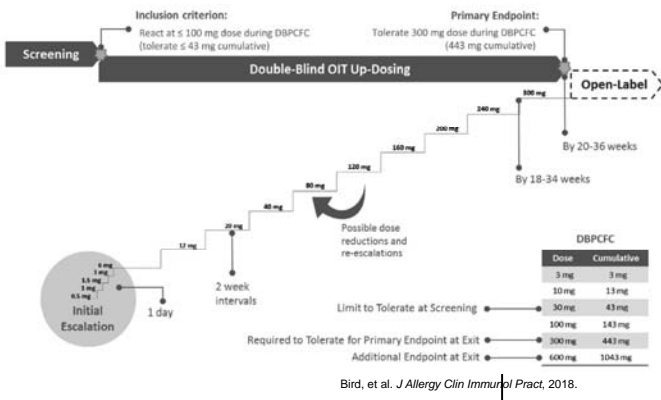 Inclusion criterion:
React at ≤ 100 mg dose during DBPCFC
(tolerate ≤ 43 mg cumulative)
Primary Endpoint:
Tolerate 300 mg dose during DBPCFC
(443 mg cumulative)
Screening
Double-Blind OIT Up-Dosing
Open-Label
300 mg
240 mg
200 mg
160 mg
120 mg
80 mg
40 mg
20 mg
12 mg
6 mg
3 mg
1.5 mg
1 mg
0.5 mg
By 20-36 weeks
By 18-34 weeks
Possible dose
reductions and
re-escalations
2 week
intervals
1 day
Initial
Escalation
DBPCFC
Dose Cumulative
3 mg 3 mg
10 mg 13 mg
Limit to Tolerate at Screening 30 mg 43 mg
100 mg 143 mg
Required to Tolerate for Primary Endpoint at Exit 300 mg 443 mg
Additional Endpoint at Exit 600 mg 1043 mg
Bird, et al. J Allergy Clin Immunol Pract, 2018.